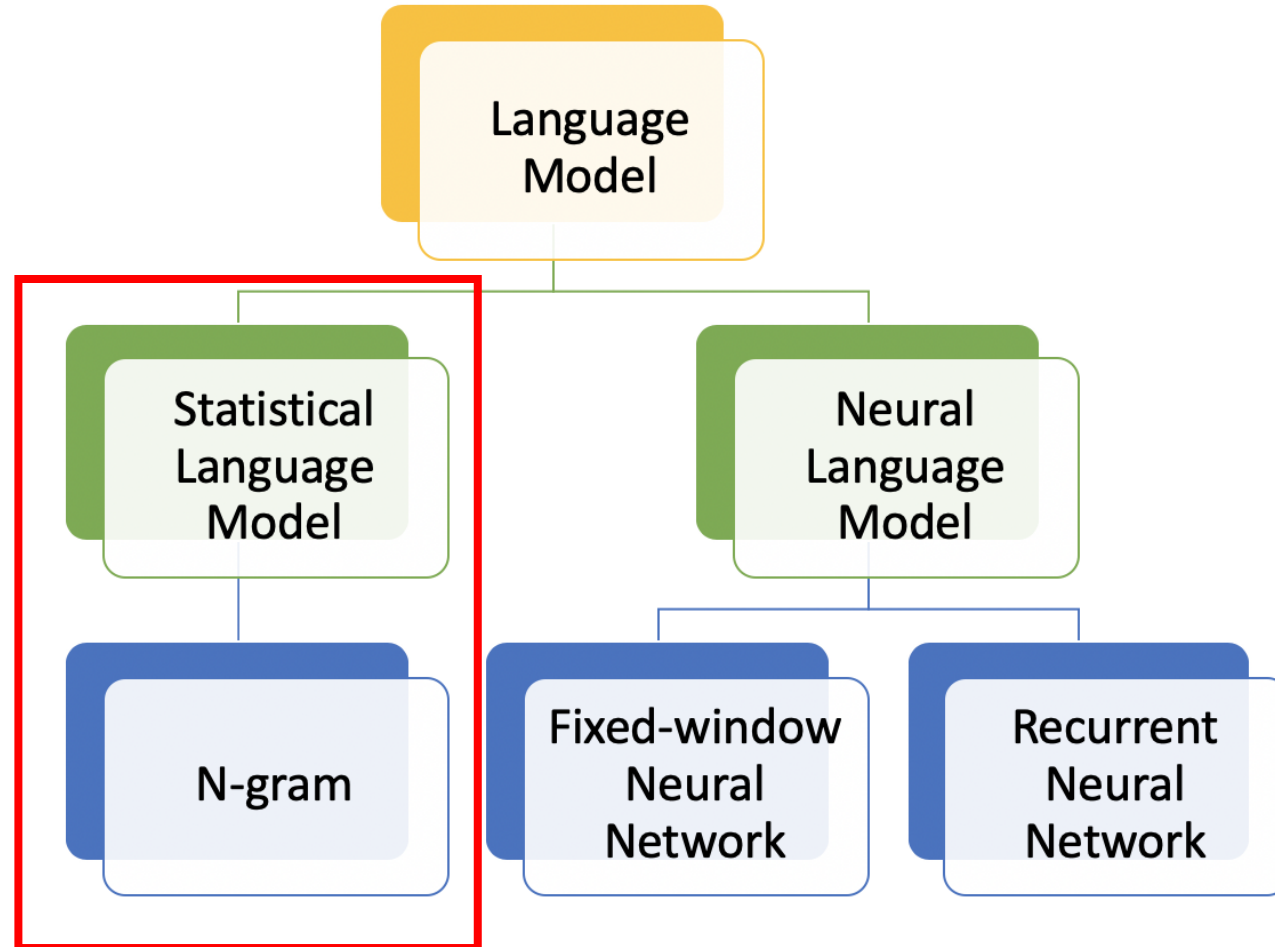 Language
Model
Statistical
Language
Model
Neural
Language
Model
N-gram
Fixed-window
Neural
Network
Recurrent
Neural
Network